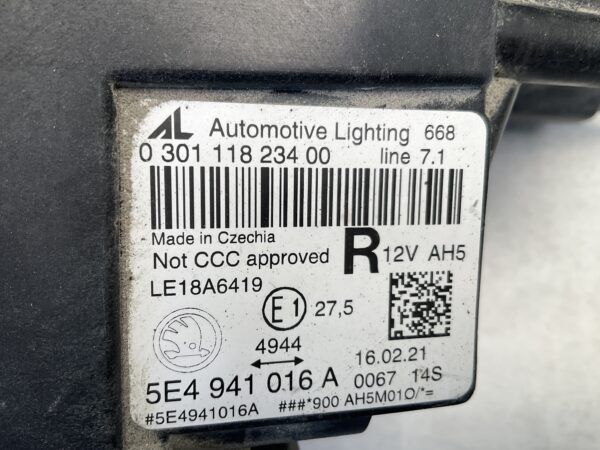 AL Automotive Lighting 668
0 301 118 234 00 line 7.1
Made in Czechia
Not CCC approved R 12V AH5
LE18A6419
E1 27,5
4944
16.02.21
5E4 941 016 A 0067 14S
#5E4941016A ###*900 AH5M01O/*=